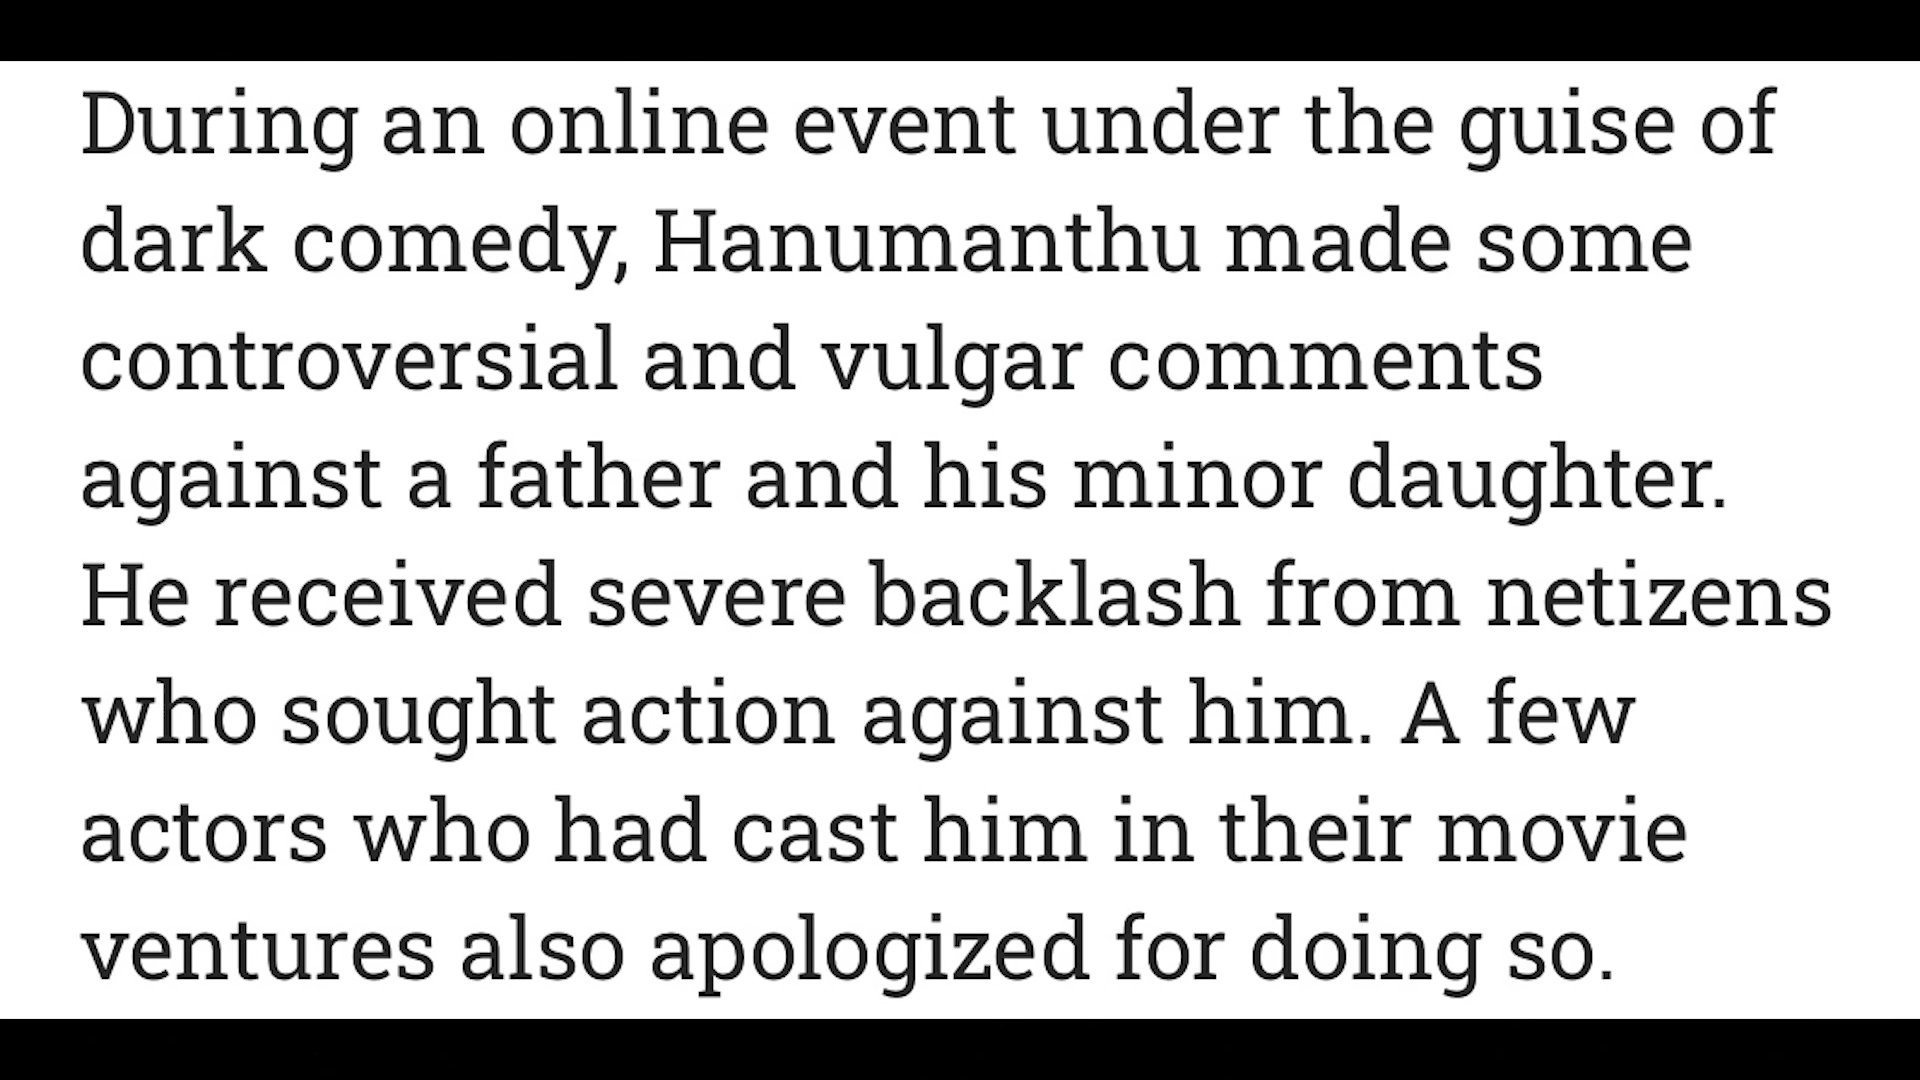 During an online event under the guise of
dark comedy, Hanumanthu made some
controversial and vulgar comments
against a father and his minor daughter.
He received severe backlash from netizens
who sought action against him. A few
actors who had cast him in their movie
ventures also apologized for doing so.